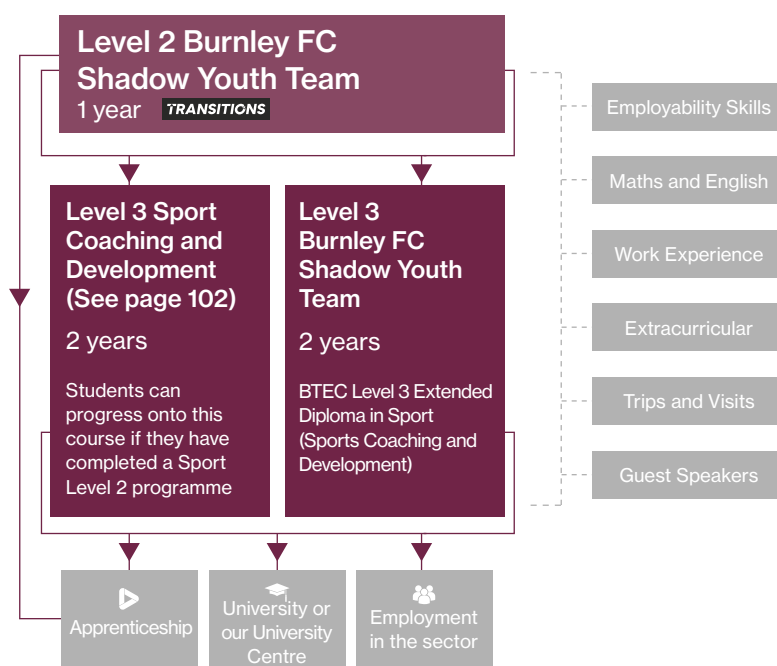 Level 2 Burnley FC
Shadow Youth Team
1 year TRANSITIONS
Level 3 Sport
Coaching and
Development
(See page 102)
2 years
Students can
progress onto this
course if they have
completed a Sport
Level 2 programme
Level 3
Burnley FC
Shadow Youth
Team
2 years
BTEC Level 3 Extended
Diploma in Sport
(Sports Coaching and
Development)
Apprenticeship
University or
our University
Centre
Employment
in the sector
Employability Skills
Maths and English
Work Experience
Extracurricular
Trips and Visits
Guest Speakers